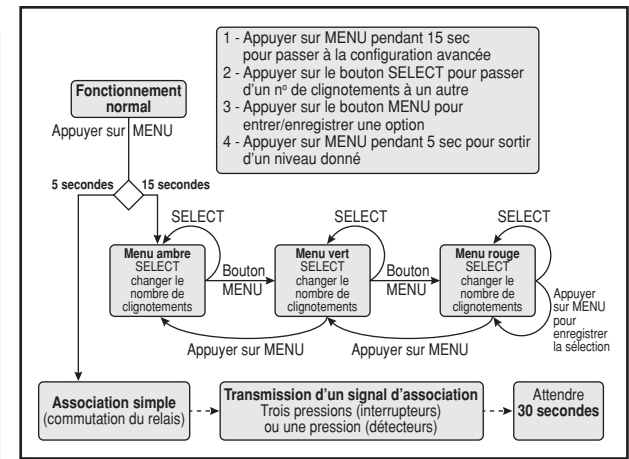 1 - Appuyer sur MENU pendant 15 sec
pour passer à la configuration avancée
2 - Appuyer sur le bouton SELECT pour passer
d'un nº de clignotements à un autre
3 - Appuyer sur le bouton MENU pour
entrer/enregistrer une option
4 - Appuyer sur MENU pendant 5 sec pour sortir
d'un niveau donné
Fonctionnement
normal
Appuyer sur MENU
5 secondes
15 secondes
SELECT
SELECT
SELECT
Menu ambre
SELECT
changer le
nombre de
clignotements
Bouton
MENU
Menu vert
SELECT
changer le
nombre de
clignotements
Bouton
MENU
Menu rouge
SELECT
changer le
nombre de
clignotements
Appuyer
sur MENU
pour
enregistrer
la sélection
Appuyer sur MENU
Appuyer sur MENU
Association simple
(commutation du relais)
Transmission d'un signal d'association
Trois pressions (interrupteurs)
ou une pression (détecteurs)
Attendre
30 secondes